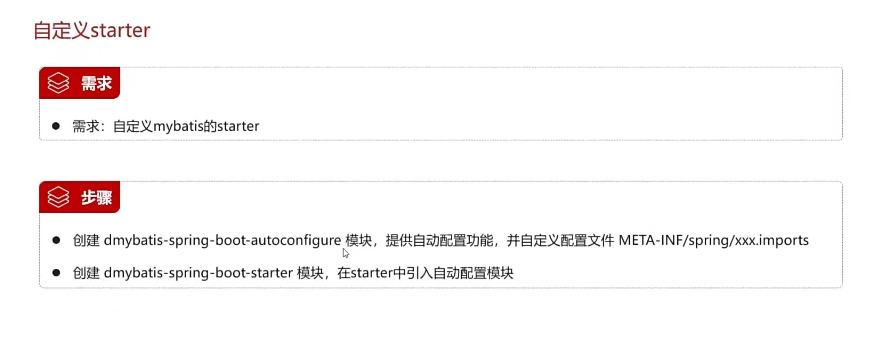 自定义starter
需求
需求：自定义mybatis的starter
步骤
创建 dmybatis-spring-boot-autoconfigure 模块，提供自动配置功能，并自定义配置文件 META-INF/spring/xxx.imports
创建 dmybatis-spring-boot-starter 模块，在starter中引入自动配置模块